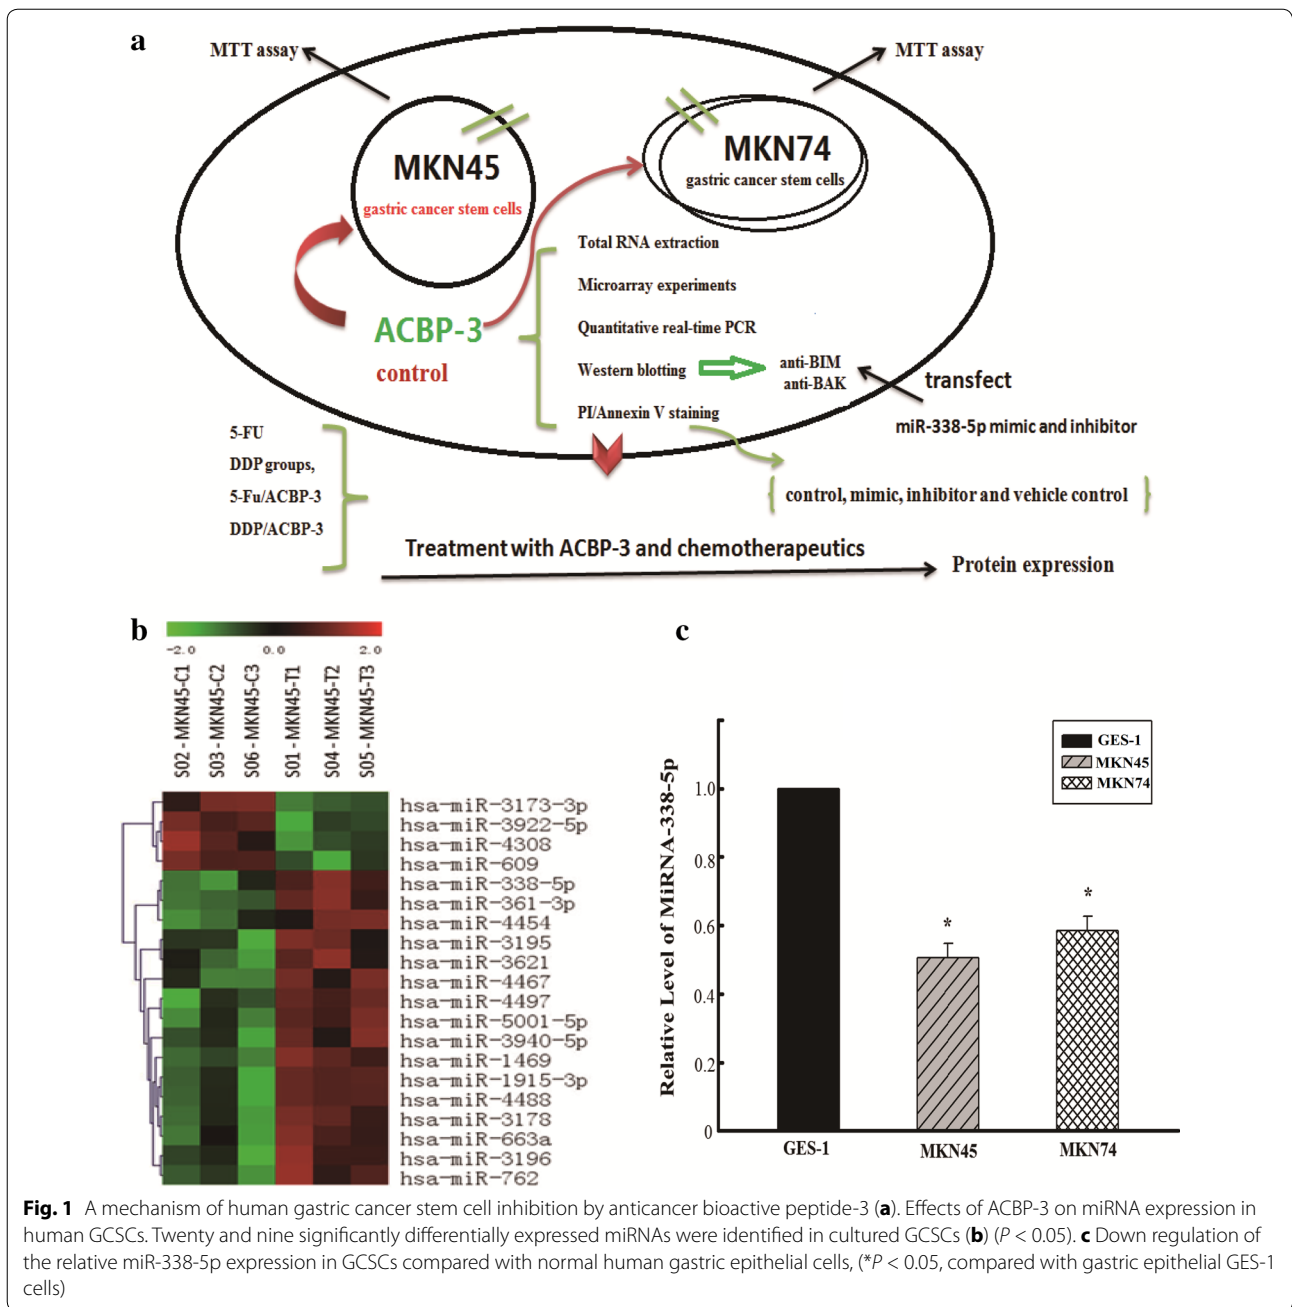 a
MTT assay
MTT assay
MKN45
gastric cancer stem cells
MKN74
gastric cancer stem cells
Total RNA extraction
Microarray experiments
Quantitative real-time PCR
Western blotting
PI/Annexin V staining
ACBP-3
control
anti-BIM
anti-BAK
transfect
miR-338-5p mimic and inhibitor
5-FU
DDP groups,
5-Fu/ACBP-3
DDP/ACBP-3
control, mimic, inhibitor and vehicle control
Treatment with ACBP-3 and chemotherapeutics
Protein expression
b
-2.0 0.0 2.0
S02 - MKN45-C1
S03 - MKN45-C2
S06 - MKN45-C3
S01 - MKN45-T1
S04 - MKN45-T2
S05 - MKN45-T3
hsa-miR-3173-3p
hsa-miR-3922-5p
hsa-miR-4308
hsa-miR-609
hsa-miR-338-5p
hsa-miR-361-3p
hsa-miR-4454
hsa-miR-3195
hsa-miR-3621
hsa-miR-4467
hsa-miR-4497
hsa-miR-5001-5p
hsa-miR-3940-5p
hsa-miR-1469
hsa-miR-1915-3p
hsa-miR-4488
hsa-miR-3178
hsa-miR-663a
hsa-miR-3196
hsa-miR-762
c
Relative Level of MiRNA-338-5p
1.0
0.8
0.6
0.4
0.2
0
GES-1
MKN45
MKN74
*
*
GES-1
MKN45
MKN74
Fig. 1 A mechanism of human gastric cancer stem cell inhibition by anticancer bioactive peptide-3 (a). Effects of ACBP-3 on miRNA expression in
human GCSCs. Twenty and nine significantly differentially expressed miRNAs were identified in cultured GCSCs (b) (P < 0.05). c Down regulation of
the relative miR-338-5p expression in GCSCs compared with normal human gastric epithelial cells, (*P < 0.05, compared with gastric epithelial GES-1
cells)